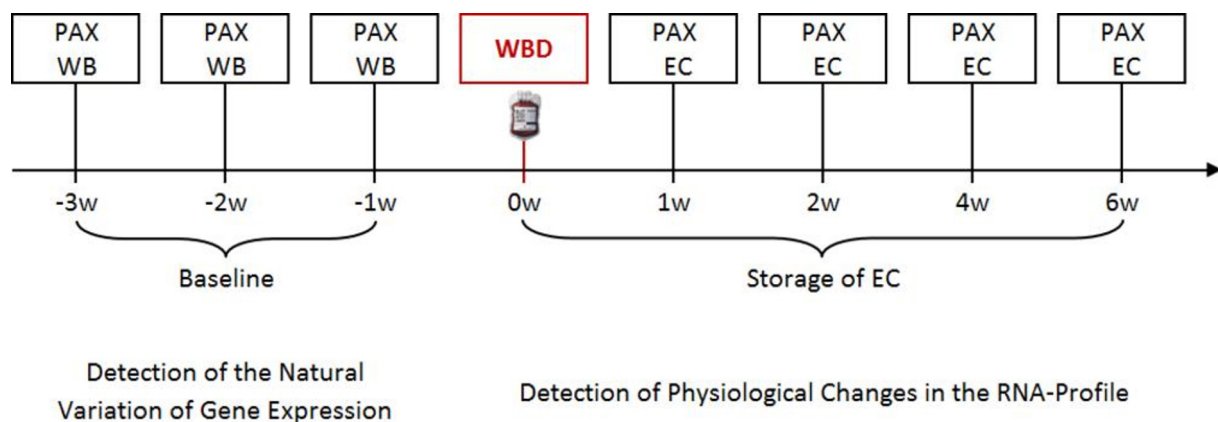 PAX
WB
PAX
WB
PAX
WB
WBD
PAX
EC
PAX
EC
PAX
EC
PAX
EC
-3w
-2w
-1w
0w
1w
2w
4w
6w
Baseline
Storage of EC
Detection of the Natural
Variation of Gene Expression
Detection of Physiological Changes in the RNA-Profile